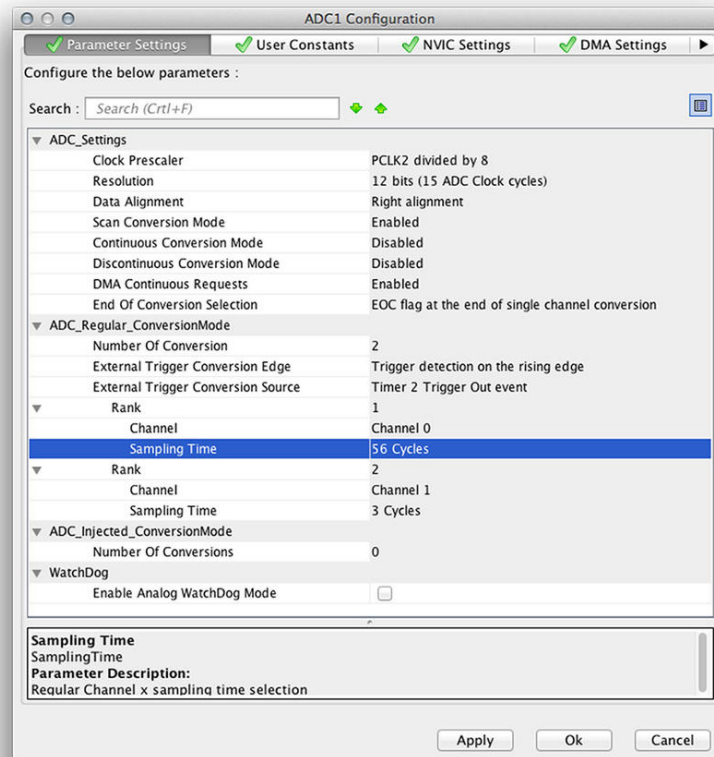 ADC1 Configuration
Parameter Settings User Constants NVIC Settings DMA Settings
Configure the below parameters :
Search : Search (Crtl+F)
ADC_Settings
Clock Prescaler PCLK2 divided by 8
Resolution 12 bits (15 ADC Clock cycles)
Data Alignment Right alignment
Scan Conversion Mode Enabled
Continuous Conversion Mode Disabled
Discontinuous Conversion Mode Disabled
DMA Continuous Requests Enabled
End Of Conversion Selection EOC flag at the end of single channel conversion
ADC_Regular_ConversionMode
Number Of Conversion 2
External Trigger Conversion Edge Trigger detection on the rising edge
External Trigger Conversion Source Timer 2 Trigger Out event
Rank 1
Channel Channel 0
Sampling Time 56 Cycles
Rank 2
Channel Channel 1
Sampling Time 3 Cycles
ADC_Injected_ConversionMode
Number Of Conversions 0
WatchDog
Enable Analog WatchDog Mode
Sampling Time
SamplingTime
Parameter Description:
Regular Channel x sampling time selection
Apply Ok Cancel